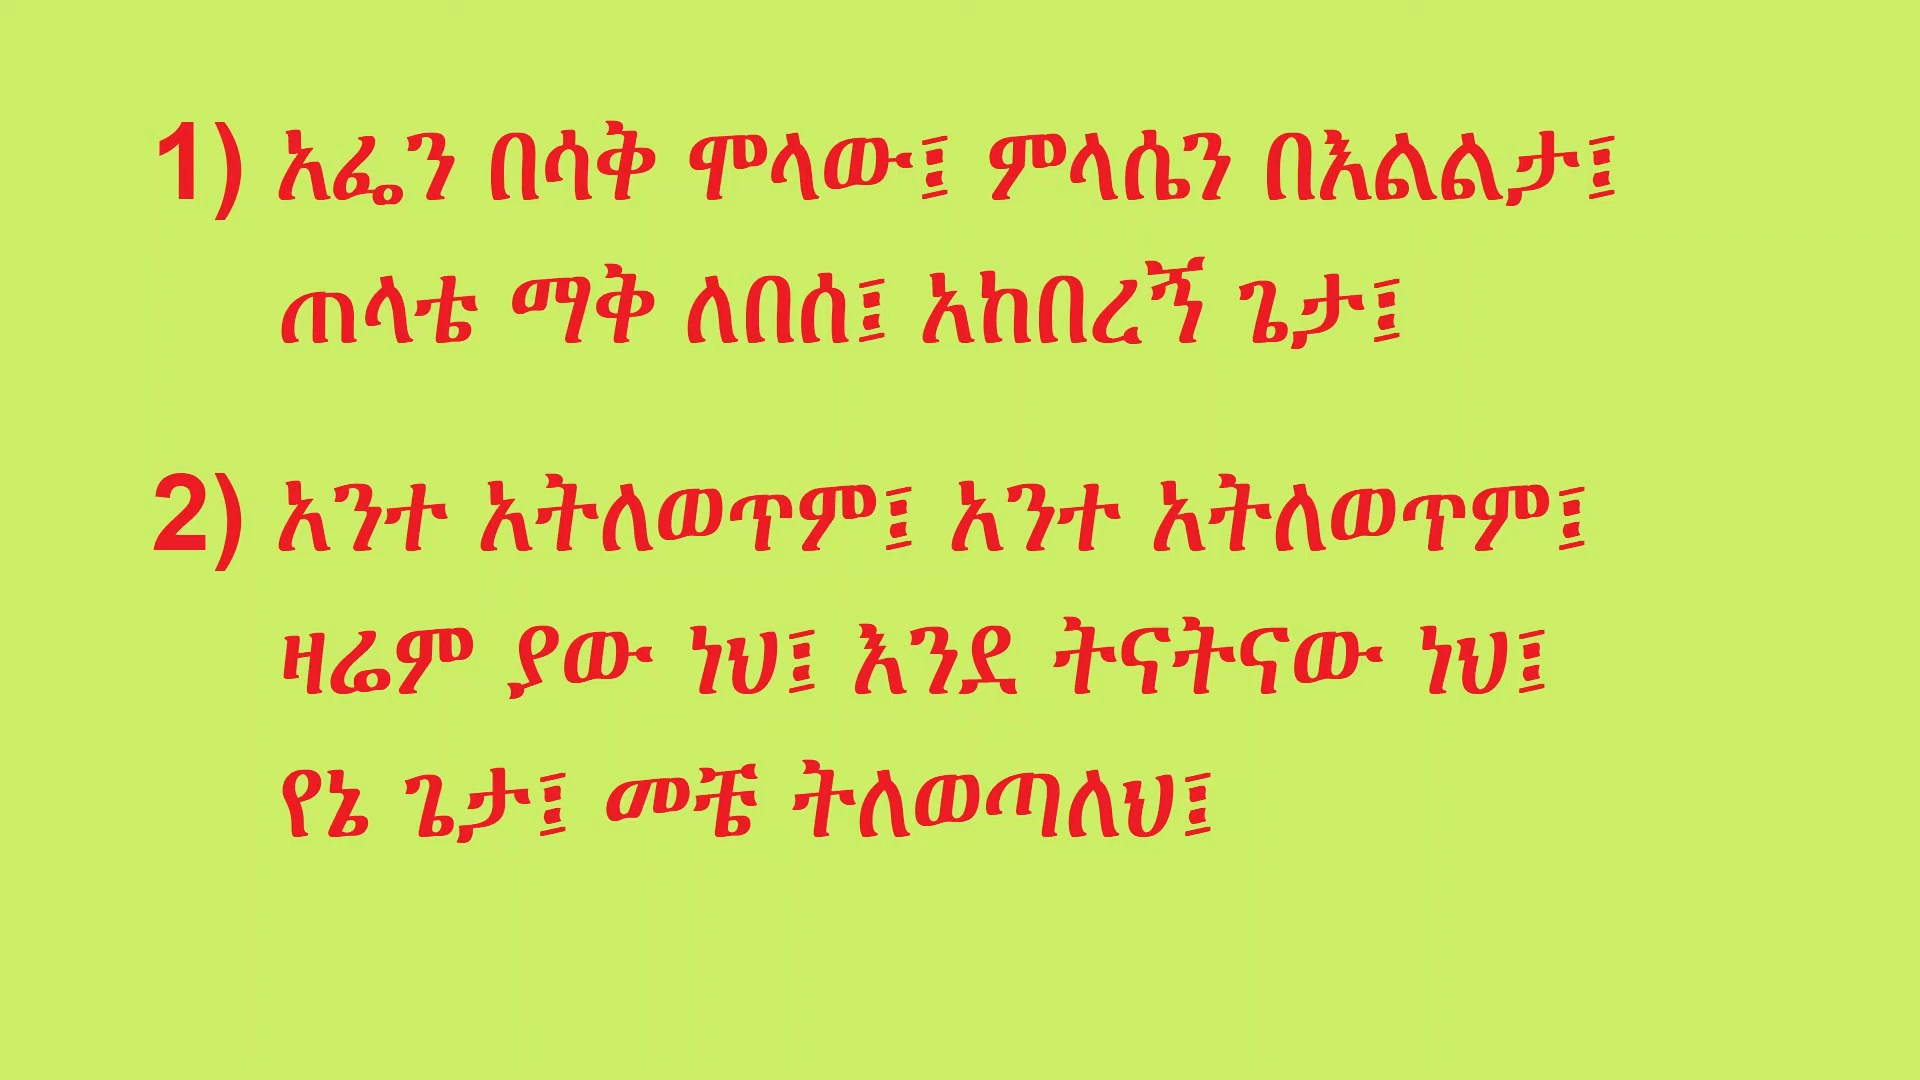 1) አፌን በሳቅ ሞላው፤ ምላሴን በእልልታ፤
ጠላቴ ማቅ ለበሰ፤ አከበረኝ ጌታ፤
2) አንተ አትለወጥም፤ አንተ አትለወጥም፤
ዛሬም ያው ነህ፤ እንደ ትናትናው ነህ፤
የኔ ጌታ፤ መቼ ትለወጣለህ፤